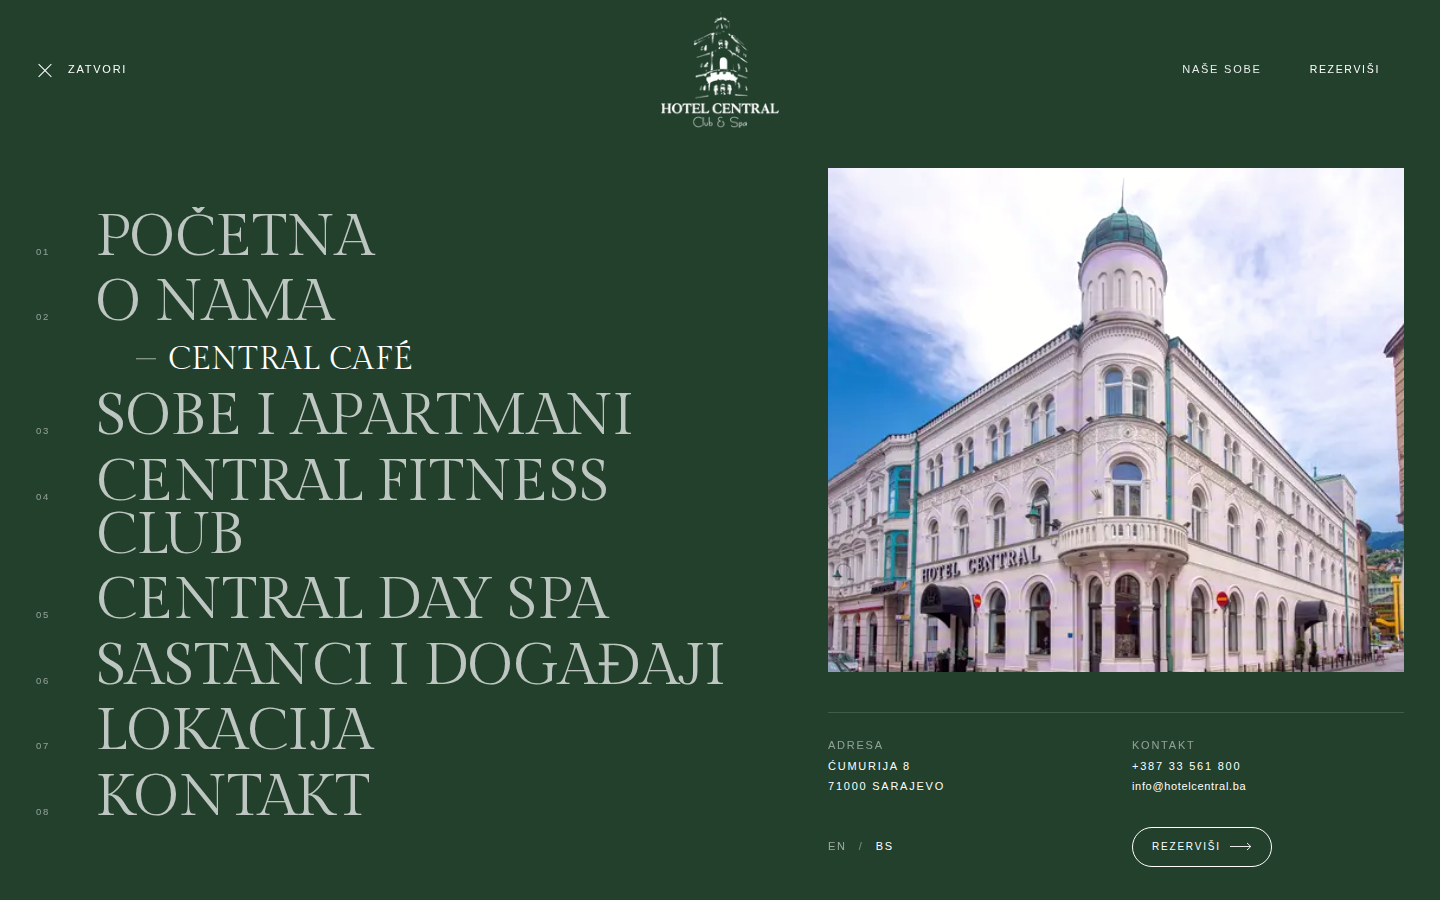 ZATVORI
HOTEL CENTRAL
Club & Spa
NAŠE SOBE
REZERVIŠI
01 POČETNA
02 O NAMA
— CENTRAL CAFÉ
03 SOBE I APARTMANI
04 CENTRAL FITNESS
CLUB
05 CENTRAL DAY SPA
06 SASTANCI I DOGAĐAJI
07 LOKACIJA
08 KONTAKT
HOTEL CENTRAL
ADRESA
ĆUMURIJA 8
71000 SARAJEVO
KONTAKT
+387 33 561 800
info@hotelcentral.ba
EN / BS
REZERVIŠI